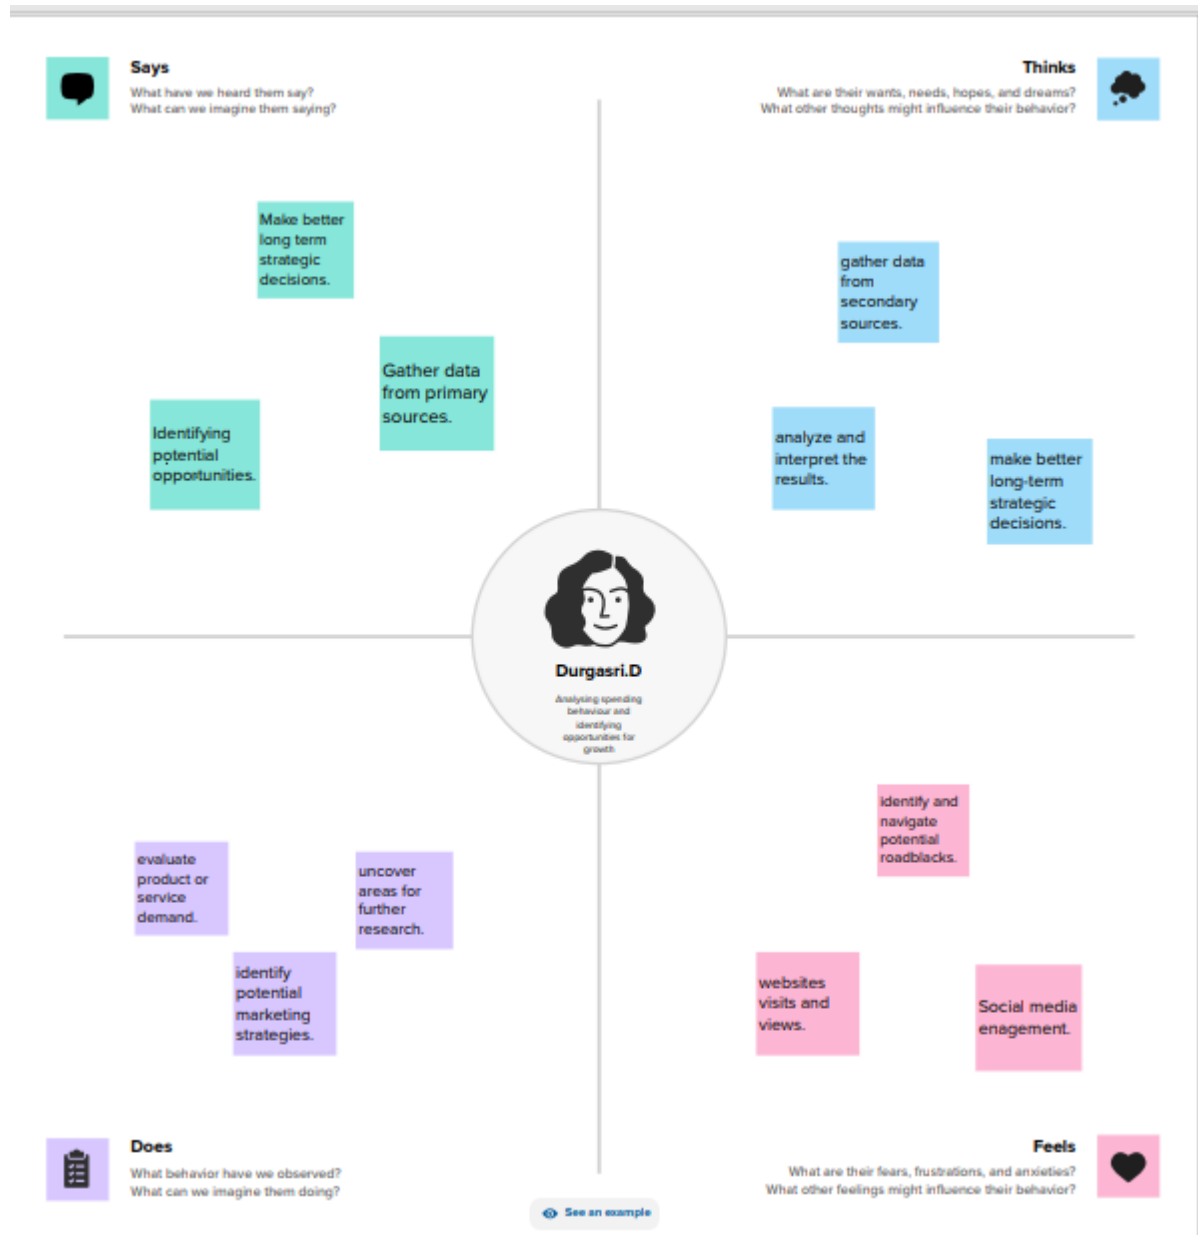 Says
What have we heard them say?
What can we imagine them saying?
Thinks
What are their wants, needs, hopes, and dreams?
What other thoughts might influence their behavior?
Make better
long term
strategic
decisions.
Gather data
from primary
sources.
Identifying
potential
opportunities.
gather data
from
secondary
sources.
analyze and
interpret the
results.
make better
long-term
strategic
decisions.
Durgasri.D
Analysing spending
behaviour and
identifying
opportunities for
growth
evaluate
product or
service
demand.
uncover
areas for
further
research.
identify
potential
marketing
strategies.
identify and
navigate
potential
roadblacks.
websites
visits and
views.
Social media
enagement.
Does
What behavior have we observed?
What can we imagine them doing?
Feels
What are their fears, frustrations, and anxieties?
What other feelings might influence their behavior?
See an example